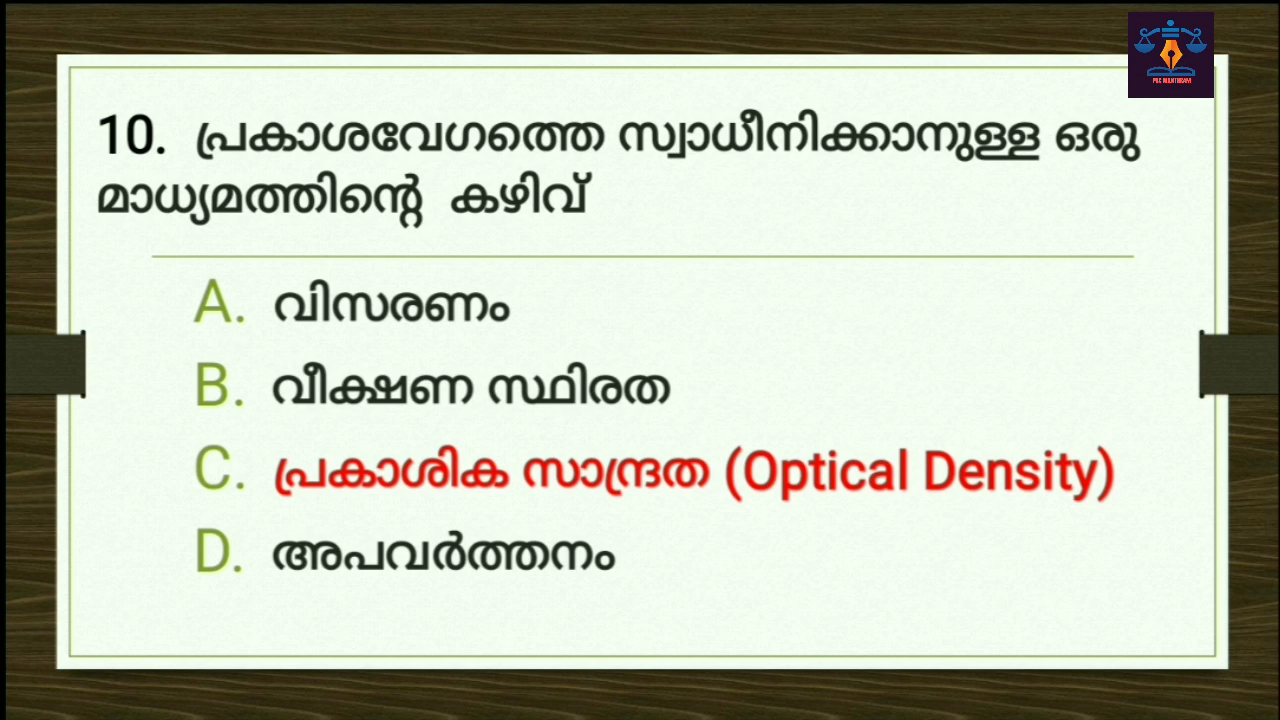 10. പ്രകാശവേഗത്തെ സ്വാധീനിക്കാനുള്ള ഒരു
മാധ്യമത്തിന്റെ കഴിവ്
A. വിസരണം
B. വീക്ഷണ സ്ഥിരത
C. പ്രകാശിക സാന്ദ്രത (Optical Density)
D. അപവർത്തനം